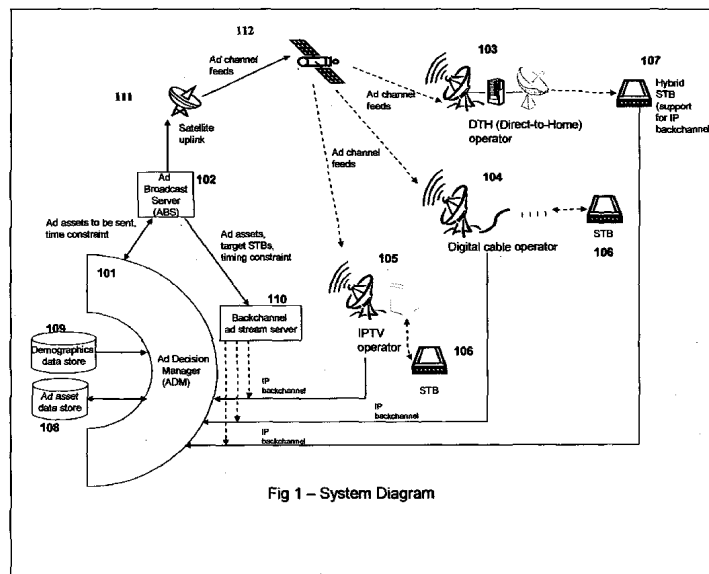 112
103
107
Ad channel
feeds
111
Hybrid
STB
(support
for IP
backchannel
Ad channel
feeds
Satellite
uplink
DTH (Direct-to-Home)
operator
Ad channel
feeds
104
Ad
Broadcast
Server
(ABS)
102
Ad assets to be sent,
time constraint
Ad assets,
target STBs,
timing constraint
Digital cable operator
STB
106
101
105
110
Backchannel
ad stream server
109
Demographics
data store
Ad Decision
Manager
(ADM)
IPTV
operator
106
STB
Ad asset
data store
108
IP
backchannel
IP
backchannel
IP
backchannel
Fig 1 – System Diagram